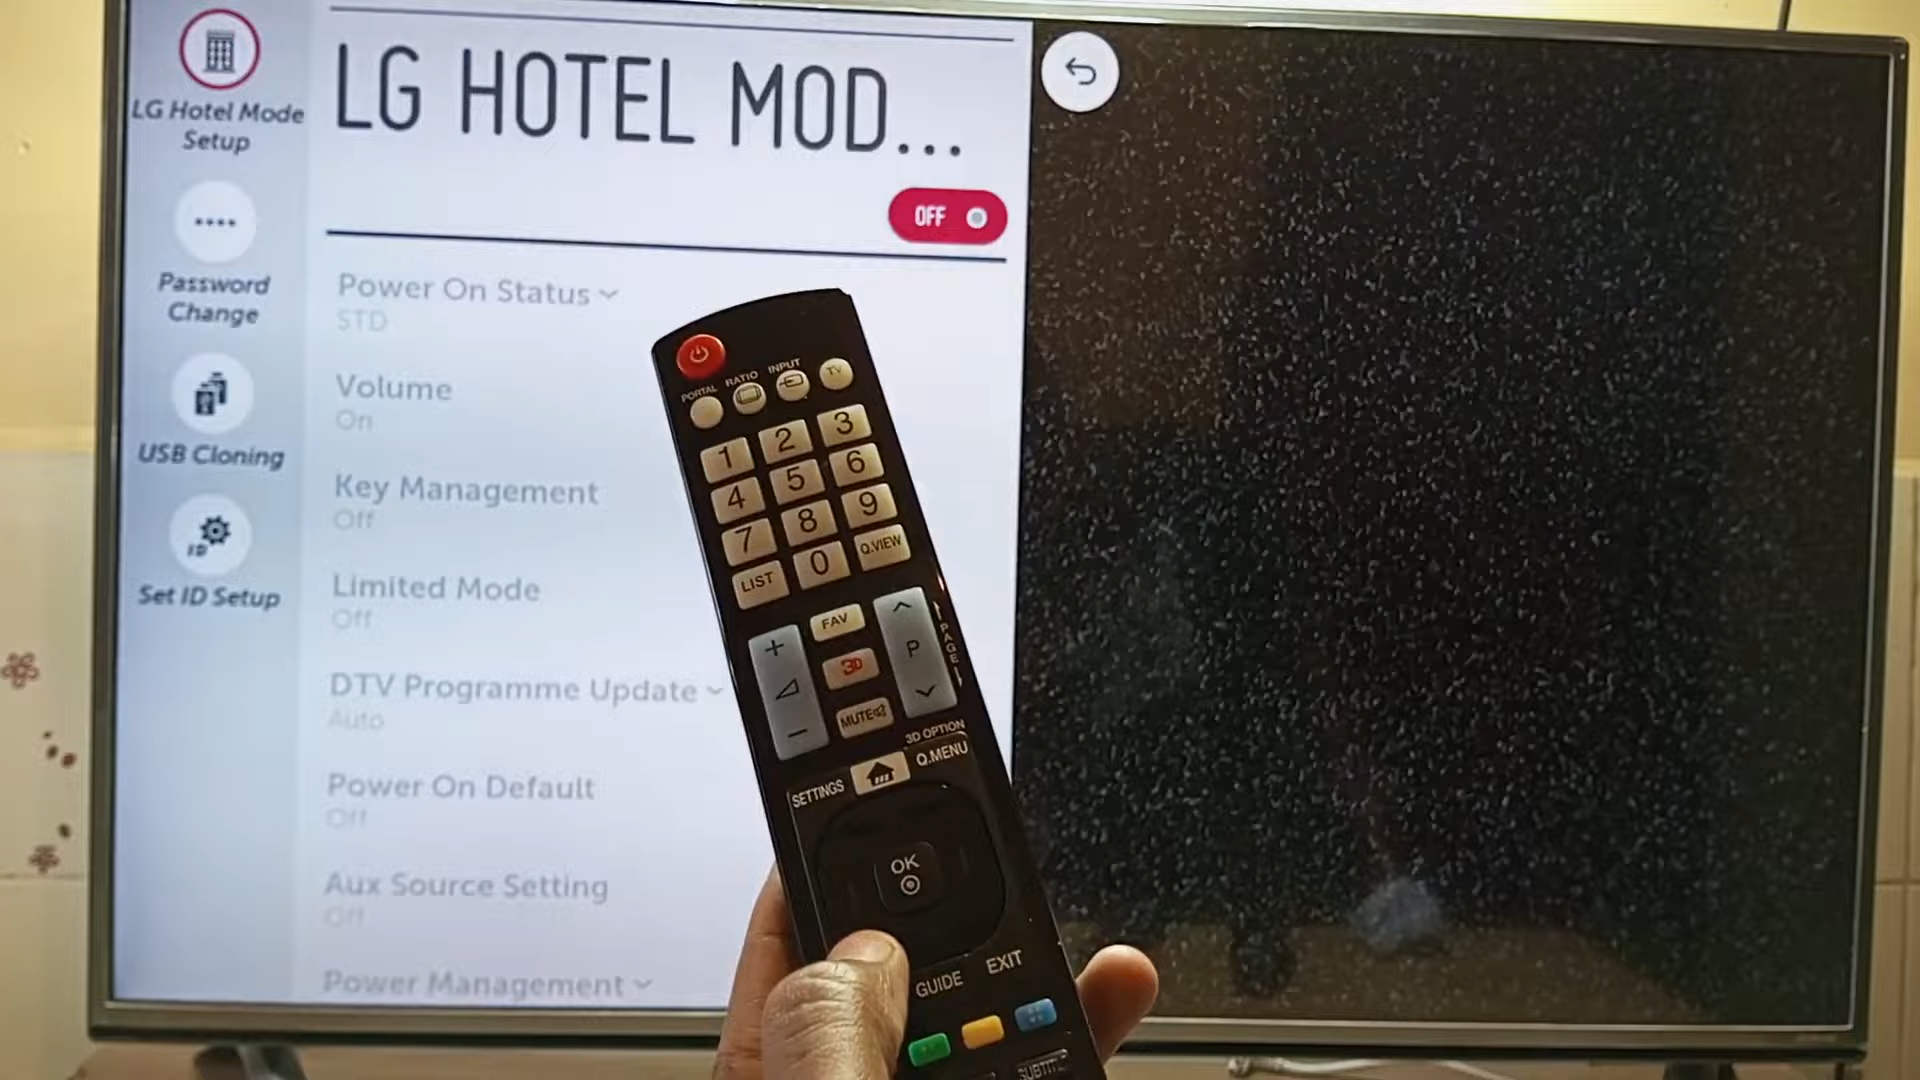 LG Hotel Mode
Setup
Password
Change
USB Cloning
ID
Set ID Setup
LG HOTEL MOD...
OFF
Power On Status
STD
Volume
On
Key Management
Off
Limited Mode
Off
DTV Programme Update
Auto
Power On Default
Off
Aux Source Setting
Off
Power Management
PORTAL RATIO INPUT TV
1 2 3
4 5 6
7 8 9
LIST 0 Q.VIEW
+ FAV
P PAGE
3D
- MUTE
3D OPTION
SETTINGS Q.MENU
OK
GUIDE EXIT
SUBTITLE